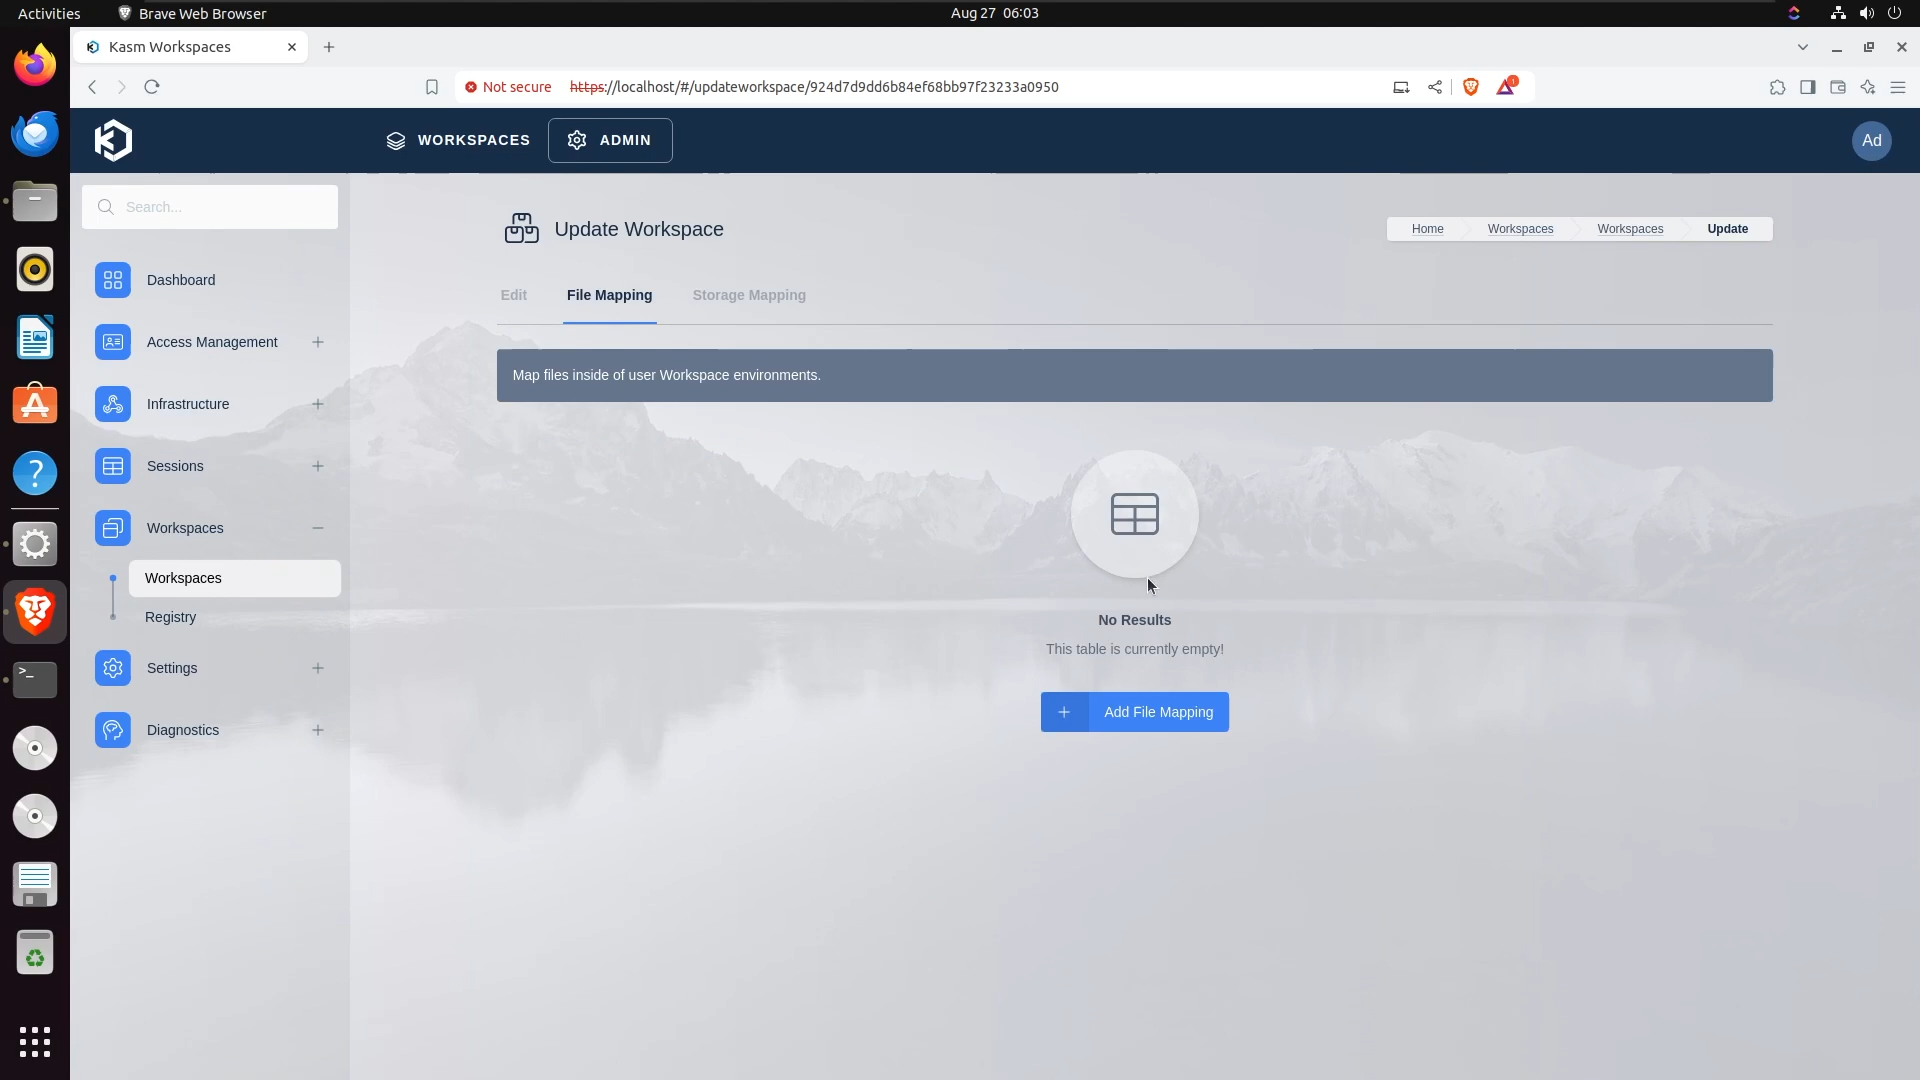 Activities
Brave Web Browser
Aug 27 06:03
Kasm Workspaces
Not secure
https://localhost/#/updateworkspace/924d7d9dd6b84ef68bb97f23233a0950
1
WORKSPACES
ADMIN
Ad
Search...
Update Workspace
Home
Workspaces
Workspaces
Update
Dashboard
Edit
File Mapping
Storage Mapping
Access Management
Map files inside of user Workspace environments.
Infrastructure
Sessions
Workspaces
Workspaces
Registry
No Results
This table is currently empty!
Settings
Add File Mapping
Diagnostics